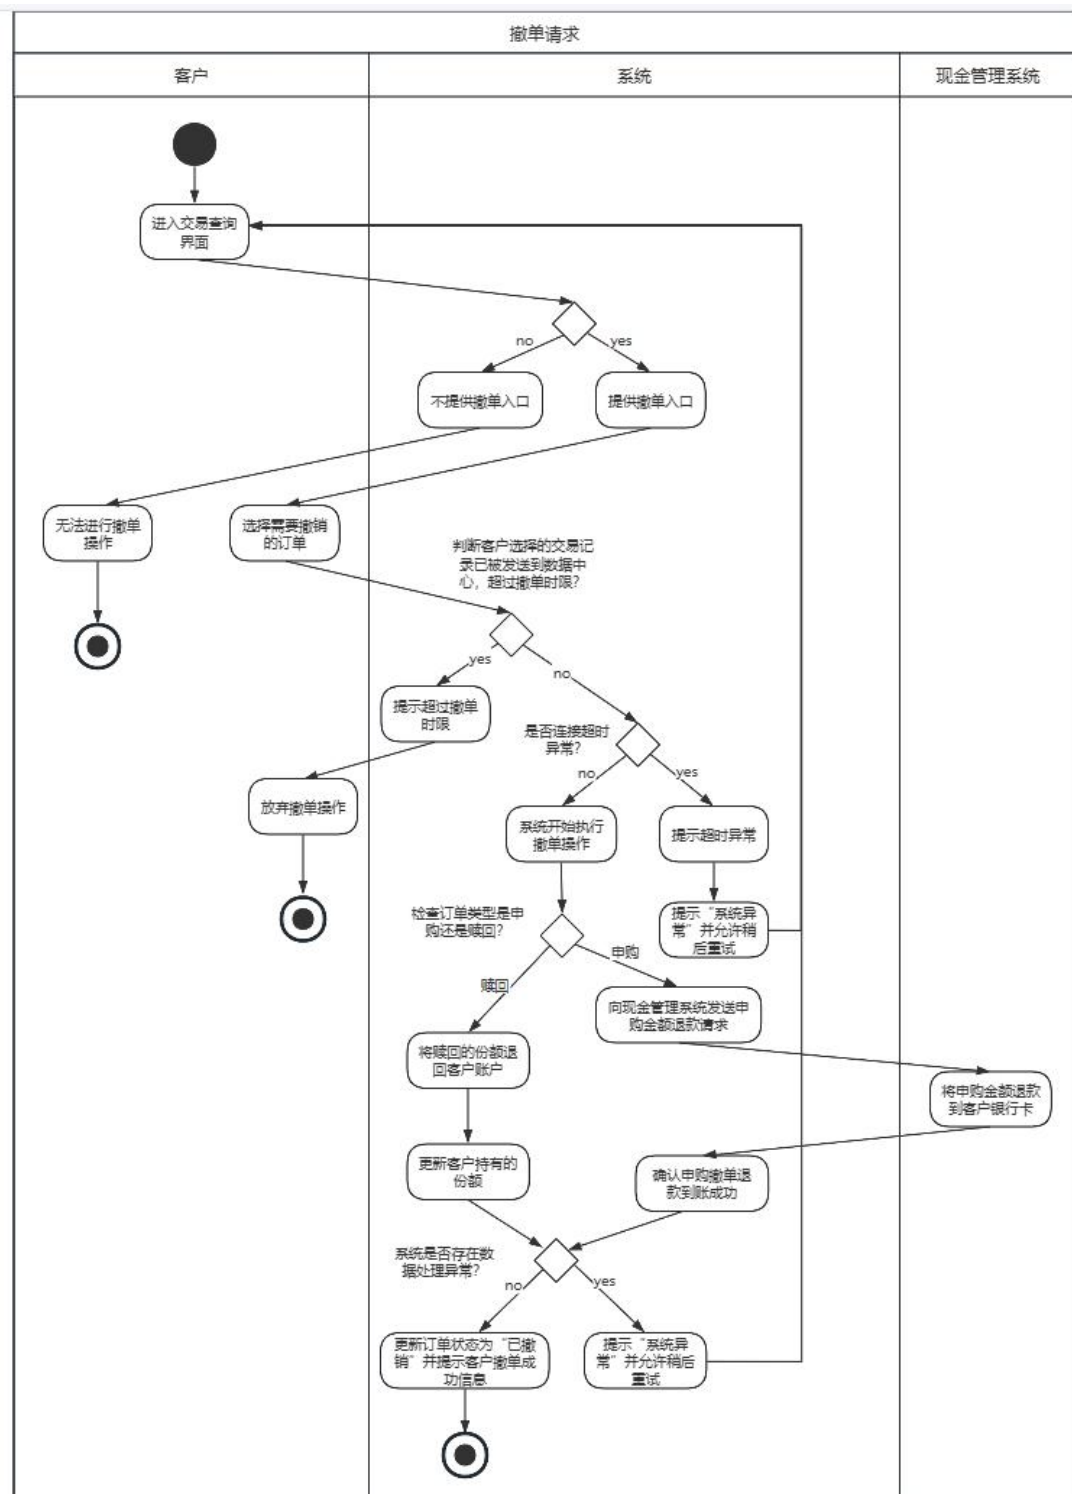 撤单请求
客户
系统
现金管理系统
进入交易查询
界面
no
yes
不提供撤单入口
提供撤单入口
无法进行撤单
操作
选择需要撤销
的订单
判断客户选择的交易记
录已被发送到数据中
心，超过撤单时限？
yes
no
提示超过撤单
时限
是否连接超时
异常？
no
yes
放弃撤单操作
系统开始执行
撤单操作
提示超时异常
检查订单类型是申
购还是赎回？
提示“系统异
常”并允许稍
后重试
申购
赎回
向现金管理系统发送申
购金额退款请求
将赎回的份额退
回客户账户
将申购金额退款
到客户银行卡
更新客户持有的
份额
确认申购撤单退
款到账成功
系统是否存在数
据处理异常？
no
yes
更新订单状态为“已撤
销”并提示客户撤单成
功信息
提示“系统异
常”并允许稍后
重试